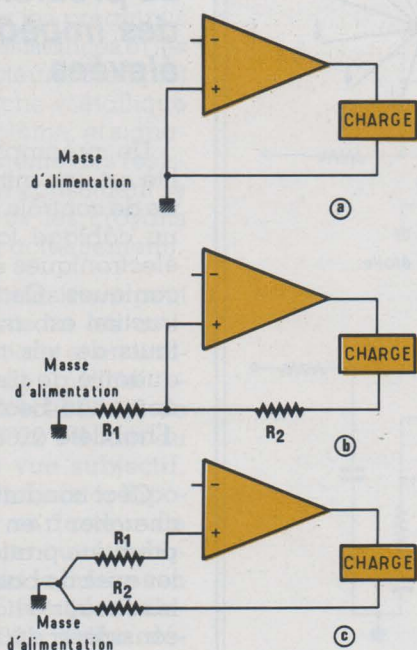 -
+
CHARGE
Masse
d'alimentation
a
-
+
CHARGE
Masse
d'alimentation
R1
R2
b
-
R1
+
CHARGE
R2
Masse
d'alimentation
c